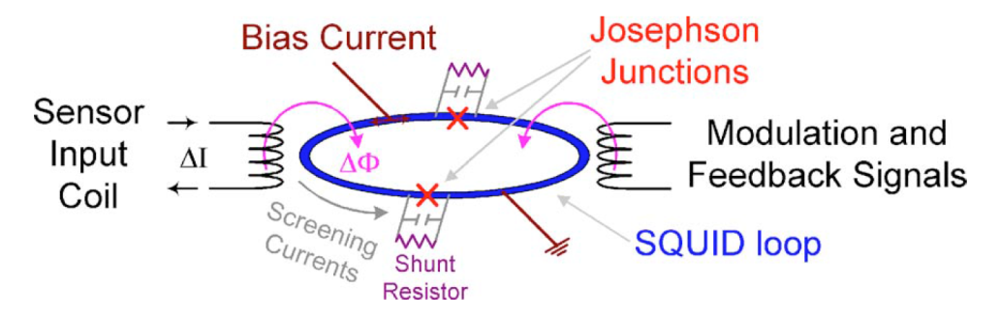 Bias Current
Josephson
Junctions
Sensor
Input
Coil
ΔI
ΔΦ
Modulation and
Feedback Signals
Screening
Currents
Shunt
Resistor
SQUID loop